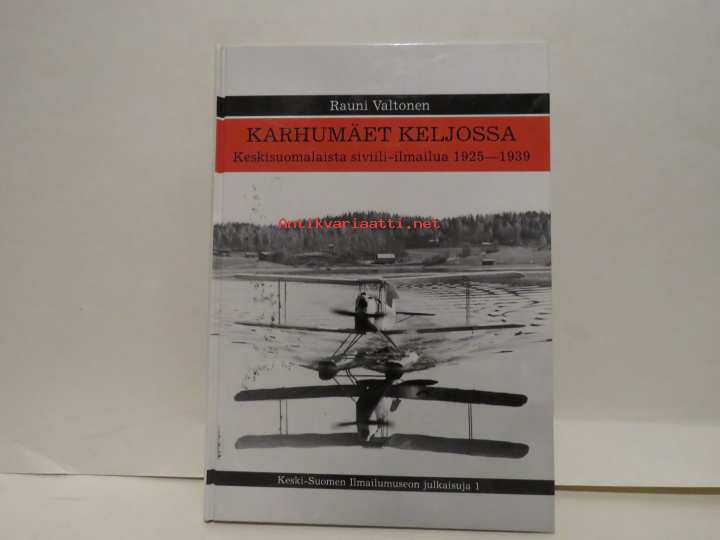 Rauni Valtonen
KARHUMÄET KELJOSSA
Keskisuomalaista siviili-ilmailua 1925—1939
Antikvariaatti.net
Keski-Suomen Ilmailumuseon julkaisuja 1